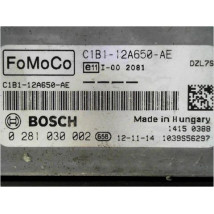 FoMoCo
C1B1-12A650-AE
e11 I-00 2081
DZL7S
C1B1-12A650-AE
BOSCH
Made in Hungary
1415 0388
0 281 030 002 658 12-11-14 1039S56297